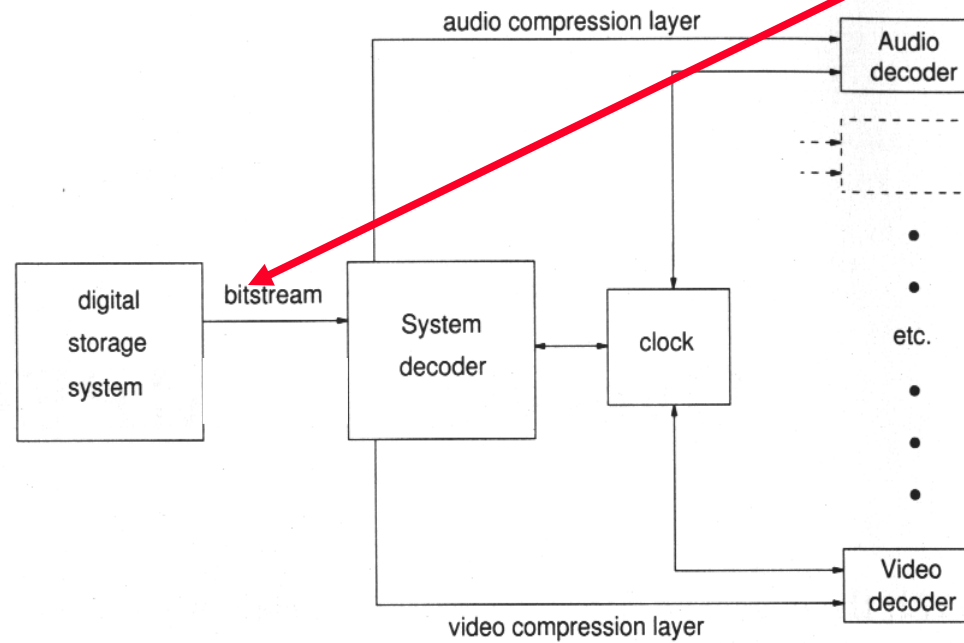 audio compression layer
Audio
decoder
digital
storage
system
bitstream
System
decoder
clock
etc.
Video
decoder
video compression layer